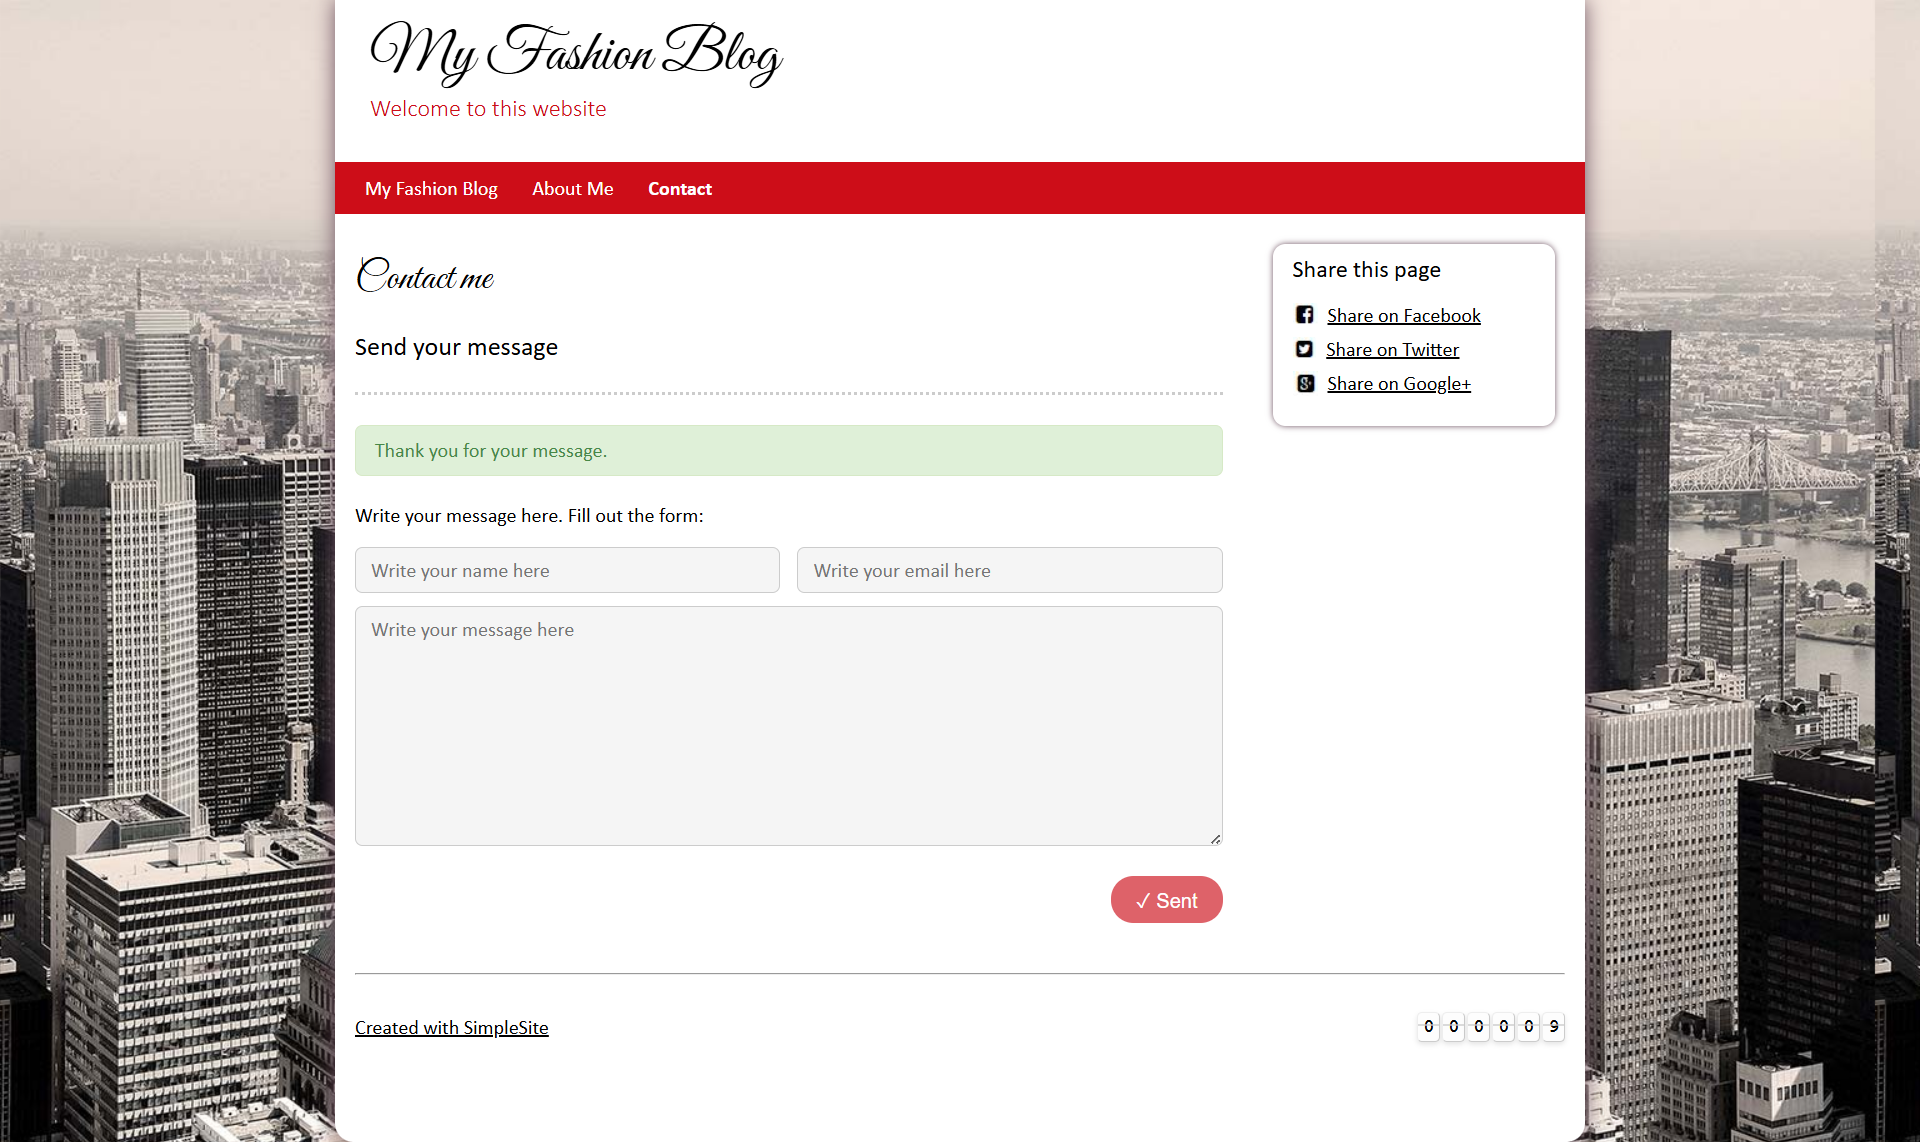 My Fashion Blog
Welcome to this website
My Fashion Blog About Me Contact
Contact me
Send your message
Thank you for your message.
Write your message here. Fill out the form:
Write your name here Write your email here
Write your message here
✓ Sent
Share this page
Share on Facebook
Share on Twitter
Share on Google+
Created with SimpleSite
0 0 0 0 0 9